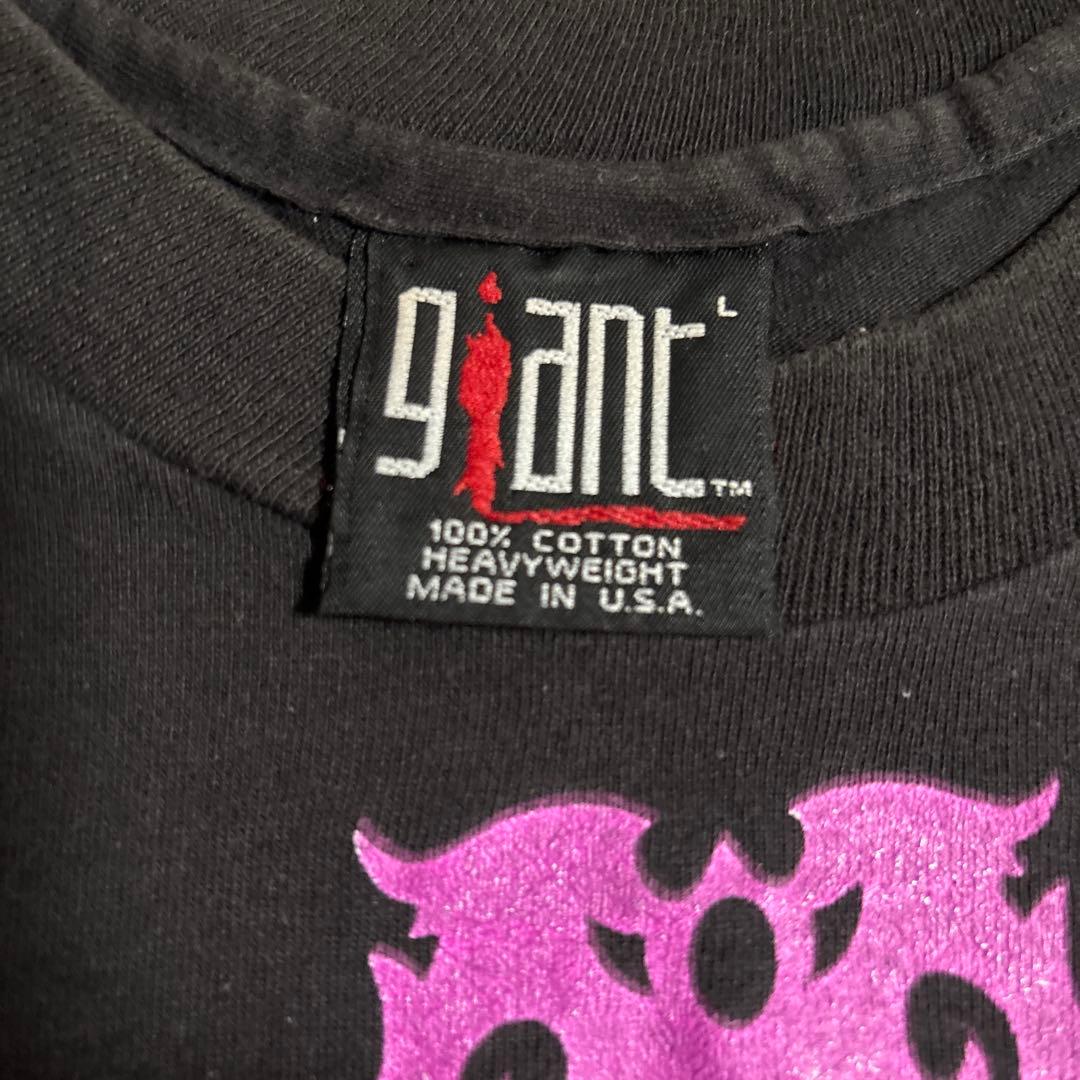 giant L
TM
100% COTTON
HEAVYWEIGHT
MADE IN U.S.A.